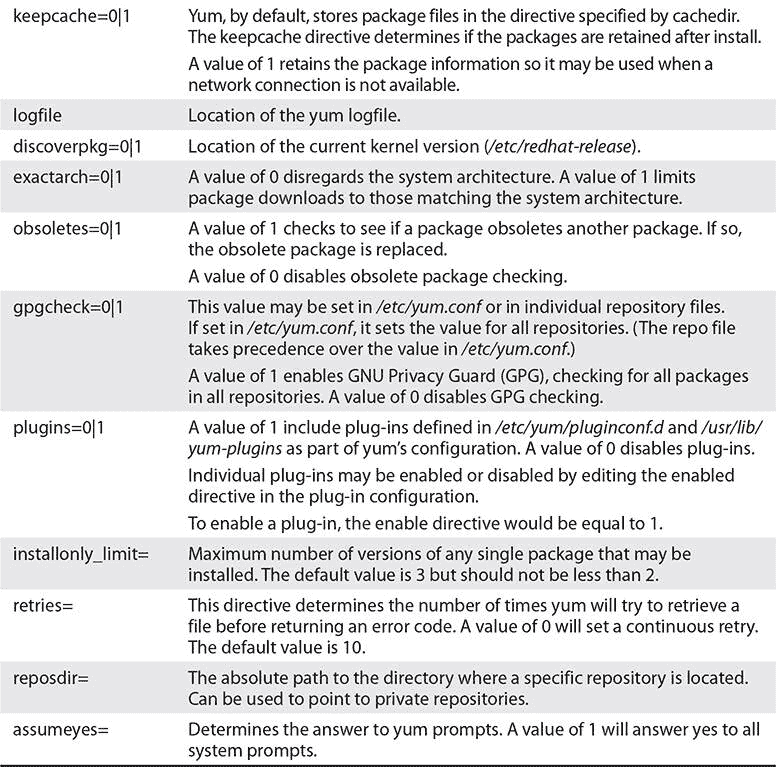 keepcache=0|1 Yum, by default, stores package files in the directive specified by cachedir.
The keepcache directive determines if the packages are retained after install.
A value of 1 retains the package information so it may be used when a
network connection is not available.
logfile Location of the yum logfile.
discoverpkg=0|1 Location of the current kernel version (/etc/redhat-release).
exactarch=0|1 A value of 0 disregards the system architecture. A value of 1 limits
package downloads to those matching the system architecture.
obsoletes=0|1 A value of 1 checks to see if a package obsoletes another package. If so,
the obsolete package is replaced.
A value of 0 disables obsolete package checking.
gpgcheck=0|1 This value may be set in /etc/yum.conf or in individual repository files.
If set in /etc/yum.conf, it sets the value for all repositories. (The repo file
takes precedence over the value in /etc/yum.conf.)
A value of 1 enables GNU Privacy Guard (GPG), checking for all packages
in all repositories. A value of 0 disables GPG checking.
plugins=0|1 A value of 1 include plug-ins defined in /etc/yum/pluginconf.d and /usr/lib/
yum-plugins as part of yum's configuration. A value of 0 disables plug-ins.
Individual plug-ins may be enabled or disabled by editing the enabled
directive in the plug-in configuration.
To enable a plug-in, the enable directive would be equal to 1.
installonly_limit= Maximum number of versions of any single package that may be
installed. The default value is 3 but should not be less than 2.
retries= This directive determines the number of times yum will try to retrieve a
file before returning an error code. A value of 0 will set a continuous retry.
The default value is 10.
reposdir= The absolute path to the directory where a specific repository is located.
Can be used to point to private repositories.
assumeyes= Determines the answer to yum prompts. A value of 1 will answer yes to all
system prompts.